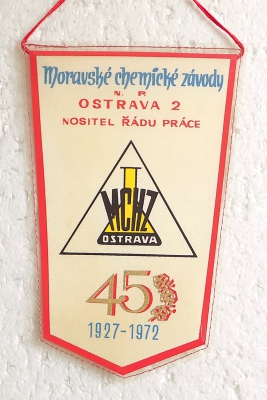 Moravské chemické závody
N. P.
OSTRAVA 2
NOSITEL ŘÁDU PRÁCE
MCHZ
OSTRAVA
45
1927-1972